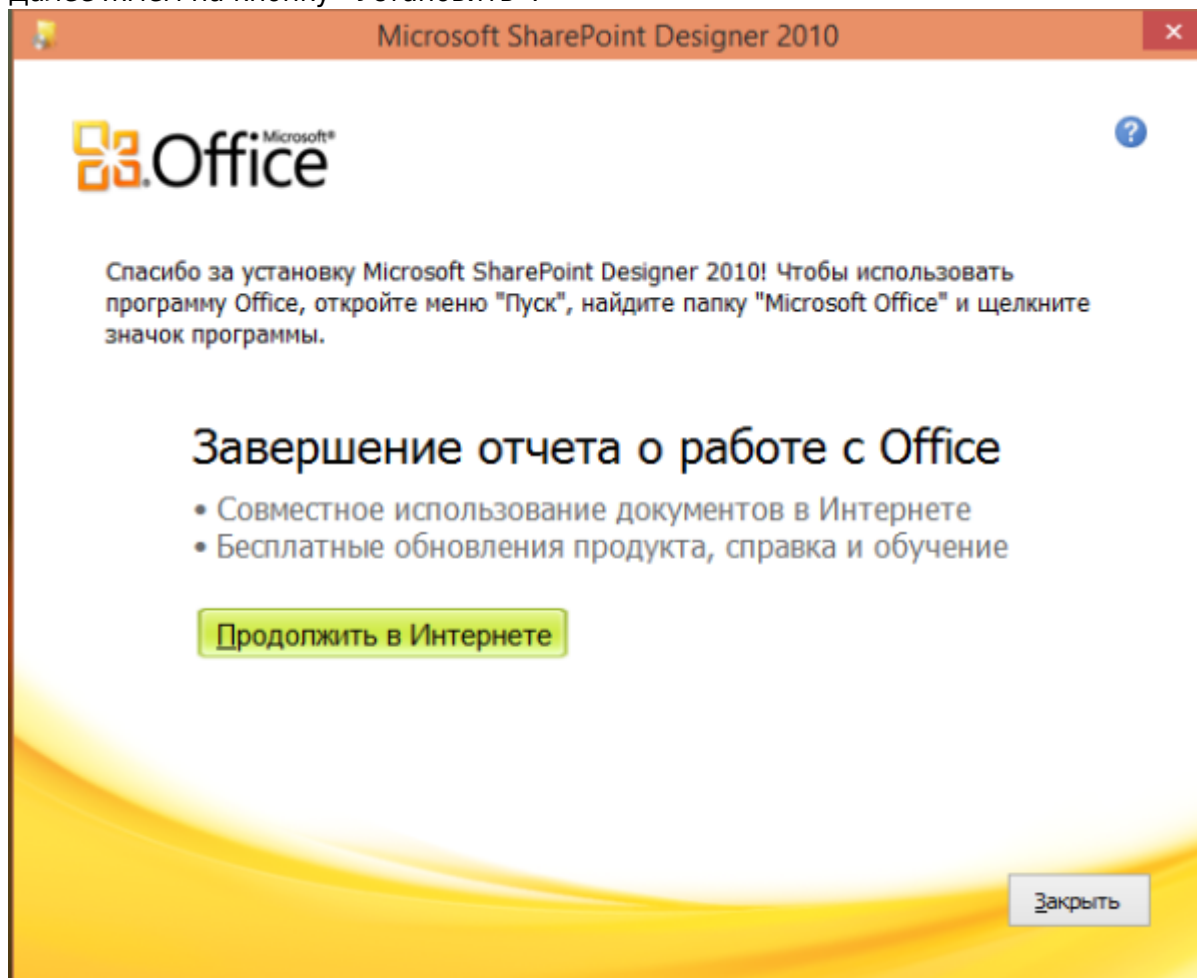 Microsoft SharePoint Designer 2010
Microsoft®
Office
Спасибо за установку Microsoft SharePoint Designer 2010! Чтобы использовать
программу Office, откройте меню "Пуск", найдите папку "Microsoft Office" и щелкните
значок программы.
Завершение отчета о работе с Office
• Совместное использование документов в Интернете
• Бесплатные обновления продукта, справка и обучение
Продолжить в Интернете
Закрыть